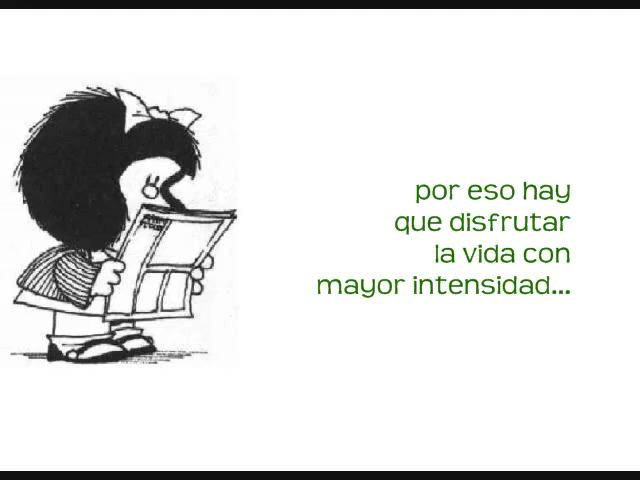 por eso hay
que disfrutar
la vida con
mayor intensidad...